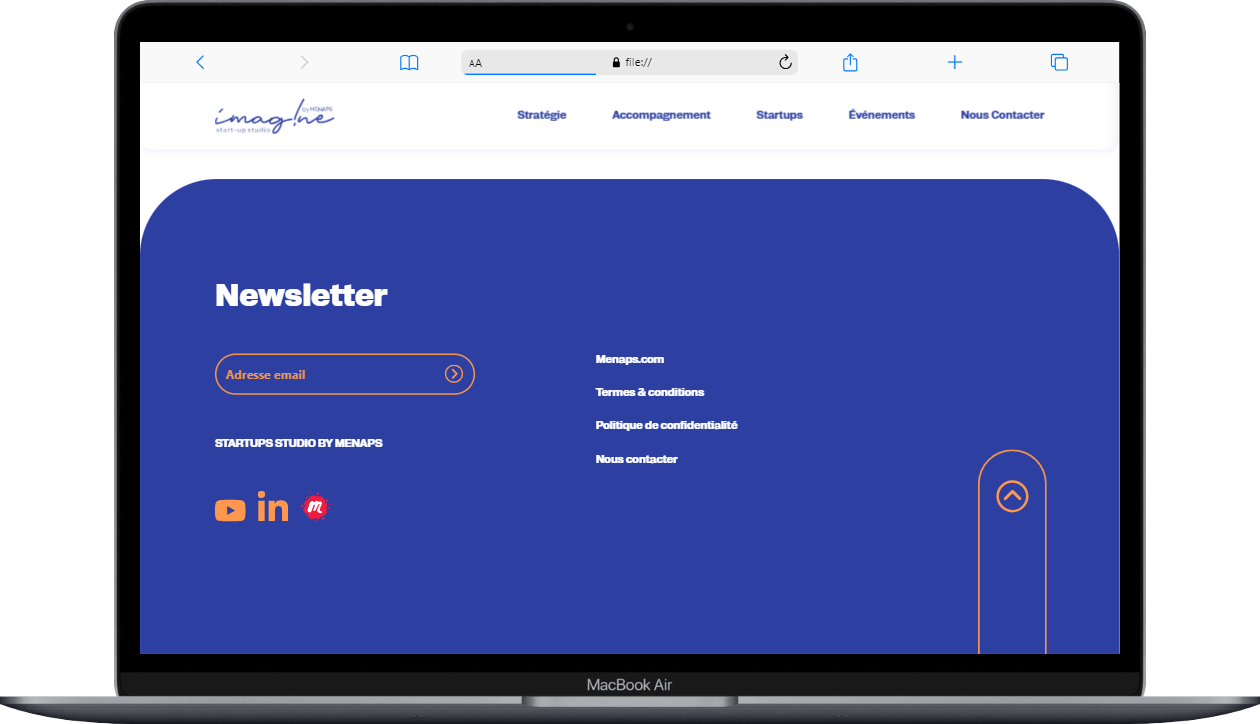 AA
file://
by MENAPS
imag!ne
start-up studio
Stratégie
Accompagnement
Startups
Événements
Nous Contacter
Newsletter
Adresse email
STARTUPS STUDIO BY MENAPS
in
m
Menaps.com
Termes & conditions
Politique de confidentialité
Nous contacter
MacBook Air